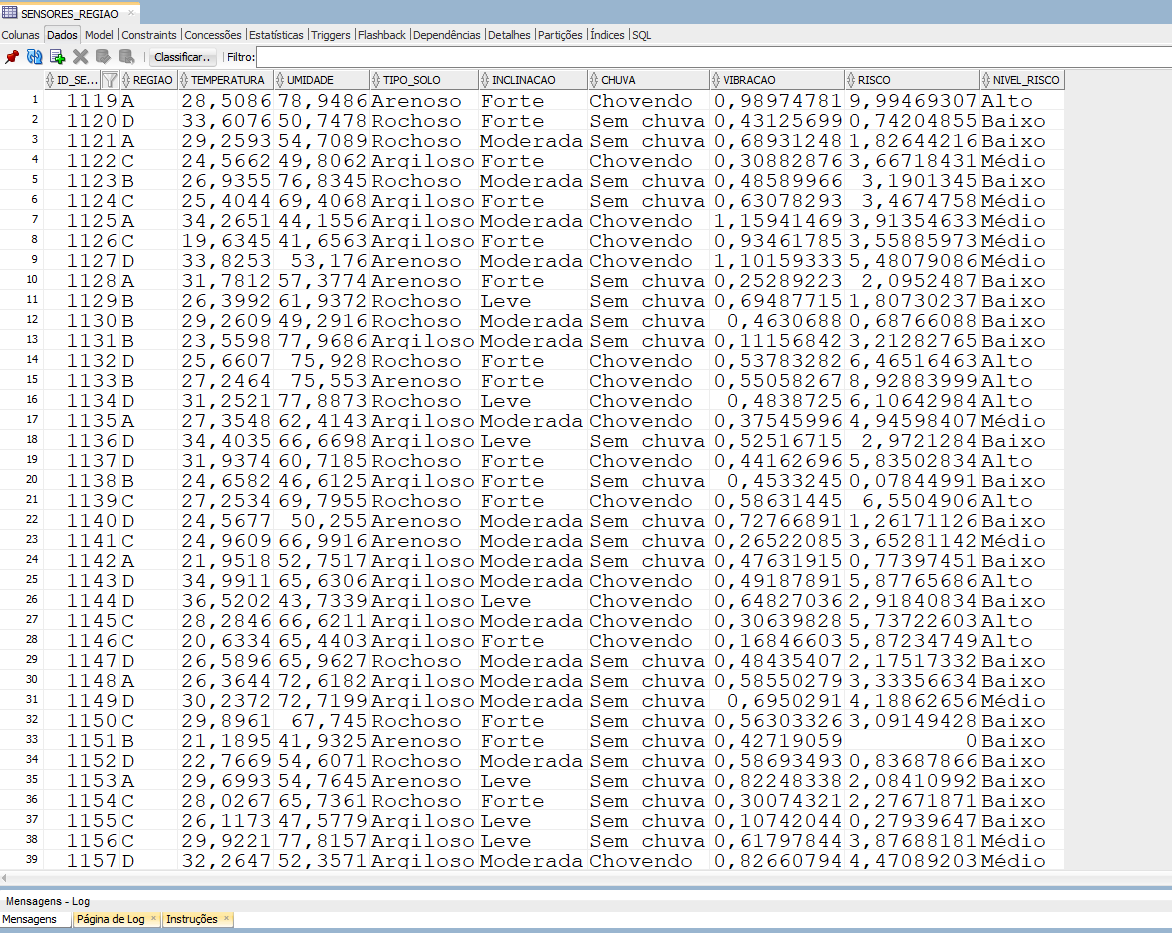 SENSORES_REGIAO ×
Colunas Dados Model Constraints Concessões Estatísticas Triggers Flashback Dependências Detalhes Partições Índices SQL
Classificar.. Filtro:
ID_SE... REGIAO TEMPERATURA UMIDADE TIPO_SOLO INCLINACAO CHUVA VIBRACAO RISCO NIVEL_RISCO
1 1119 A 28,5086 78,9486 Arenoso Forte Chovendo 0,98974781 9,99469307 Alto
2 1120 D 33,6076 50,7478 Rochoso Forte Sem chuva 0,43125699 0,74204855 Baixo
3 1121 A 29,2593 54,7089 Rochoso Moderada Sem chuva 0,68931248 1,82644216 Baixo
4 1122 C 24,5662 49,8062 Argiloso Forte Chovendo 0,30882876 3,66718431 Médio
5 1123 B 26,9355 76,8345 Rochoso Moderada Sem chuva 0,48589966 3,1901345 Baixo
6 1124 C 25,4044 69,4068 Argiloso Forte Sem chuva 0,63078293 3,4674758 Médio
7 1125 A 34,2651 44,1556 Argiloso Moderada Chovendo 1,15941469 3,91354633 Médio
8 1126 C 19,6345 41,6563 Argiloso Forte Chovendo 0,93461785 3,55885973 Médio
9 1127 D 33,8253 53,176 Arenoso Moderada Chovendo 1,10159333 5,48079086 Médio
10 1128 A 31,7812 57,3774 Arenoso Forte Sem chuva 0,25289223 2,0952487 Baixo
11 1129 B 26,3992 61,9372 Rochoso Leve Sem chuva 0,69487715 1,80730237 Baixo
12 1130 B 29,2609 49,2916 Rochoso Moderada Sem chuva 0,4630688 0,68766088 Baixo
13 1131 B 23,5598 77,9686 Argiloso Moderada Sem chuva 0,11156842 3,21282765 Baixo
14 1132 D 25,6607 75,928 Rochoso Forte Chovendo 0,53783282 6,46516463 Alto
15 1133 B 27,2464 75,553 Arenoso Forte Chovendo 0,55058267 8,92883999 Alto
16 1134 D 31,2521 77,8873 Rochoso Leve Chovendo 0,4838725 6,10642984 Alto
17 1135 A 27,3548 62,4143 Argiloso Moderada Chovendo 0,37545996 4,94598407 Médio
18 1136 D 34,4035 66,6698 Argiloso Leve Sem chuva 0,52516715 2,9721284 Baixo
19 1137 D 31,9374 60,7185 Rochoso Forte Chovendo 0,44162696 5,83502834 Alto
20 1138 B 24,6582 46,6125 Argiloso Forte Sem chuva 0,4533245 0,07844991 Baixo
21 1139 C 27,2534 69,7955 Rochoso Forte Chovendo 0,58631445 6,5504906 Alto
22 1140 D 24,5677 50,255 Arenoso Moderada Sem chuva 0,72766891 1,26171126 Baixo
23 1141 C 24,9609 66,9916 Arenoso Moderada Sem chuva 0,26522085 3,65281142 Médio
24 1142 A 21,9518 52,7517 Argiloso Moderada Sem chuva 0,47631915 0,77397451 Baixo
25 1143 D 34,9911 65,6306 Argiloso Moderada Chovendo 0,49187891 5,87765686 Alto
26 1144 D 36,5202 43,7339 Argiloso Leve Chovendo 0,64827036 2,91840834 Baixo
27 1145 C 28,2846 66,6211 Argiloso Moderada Chovendo 0,30639828 5,73722603 Alto
28 1146 C 20,6334 65,4403 Argiloso Forte Chovendo 0,16846603 5,87234749 Alto
29 1147 D 26,5896 65,9627 Rochoso Moderada Sem chuva 0,48435407 2,17517332 Baixo
30 1148 A 26,3644 72,6182 Argiloso Moderada Sem chuva 0,58550279 3,33356634 Baixo
31 1149 D 30,2372 72,7199 Argiloso Moderada Sem chuva 0,6950291 4,18862656 Médio
32 1150 C 29,8961 67,745 Rochoso Forte Sem chuva 0,56303326 3,09149428 Baixo
33 1151 B 21,1895 41,9325 Arenoso Forte Sem chuva 0,42719059 0 Baixo
34 1152 D 22,7669 54,6071 Rochoso Moderada Sem chuva 0,58693493 0,83687866 Baixo
35 1153 A 29,6993 54,7645 Arenoso Leve Sem chuva 0,82248338 2,08410992 Baixo
36 1154 C 28,0267 65,7361 Rochoso Forte Sem chuva 0,30074321 2,27671871 Baixo
37 1155 C 26,1173 47,5779 Argiloso Leve Sem chuva 0,10742044 0,27939647 Baixo
38 1156 C 29,9221 77,8157 Argiloso Leve Sem chuva 0,61797844 3,87688181 Médio
39 1157 D 32,2647 52,3571 Argiloso Moderada Chovendo 0,82660794 4,47089203 Médio
Mensagens - Log
Mensagens Página de Log × Instruções ×